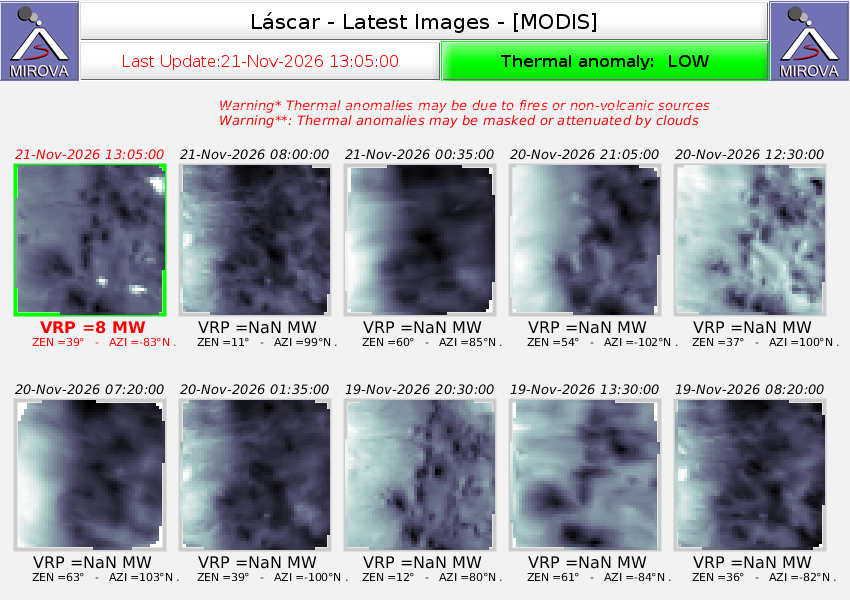 Láscar - Latest Images - [MODIS]
MIROVA
Last Update:21-Nov-2026 13:05:00
Thermal anomaly:  LOW
MIROVA
Warning* Thermal anomalies may be due to fires or non-volcanic sources
Warning**: Thermal anomalies may be masked or attenuated by clouds
21-Nov-2026 13:05:00 21-Nov-2026 08:00:00 21-Nov-2026 00:35:00 20-Nov-2026 21:05:00 20-Nov-2026 12:30:00
VRP =8 MW VRP =NaN MW VRP =NaN MW VRP =NaN MW VRP =NaN MW
ZEN =39° - AZI =-83°N . ZEN =11° - AZI =99°N . ZEN =60° - AZI =85°N . ZEN =54° - AZI =-102°N . ZEN =37° - AZI =100°N .
20-Nov-2026 07:20:00 20-Nov-2026 01:35:00 19-Nov-2026 20:30:00 19-Nov-2026 13:30:00 19-Nov-2026 08:20:00
VRP =NaN MW VRP =NaN MW VRP =NaN MW VRP =NaN MW VRP =NaN MW
ZEN =63° - AZI =103°N . ZEN =39° - AZI =-100°N . ZEN =12° - AZI =80°N . ZEN =61° - AZI =-84°N . ZEN =36° - AZI =-82°N .